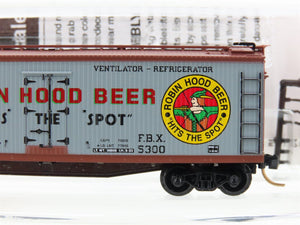 VENTILATOR - REFRIGERATOR
N HOOD BEER
S "THE "SPOT"
ROBIN HOOD BEER
"HITS THE SPOT"
F.B.X.
5300